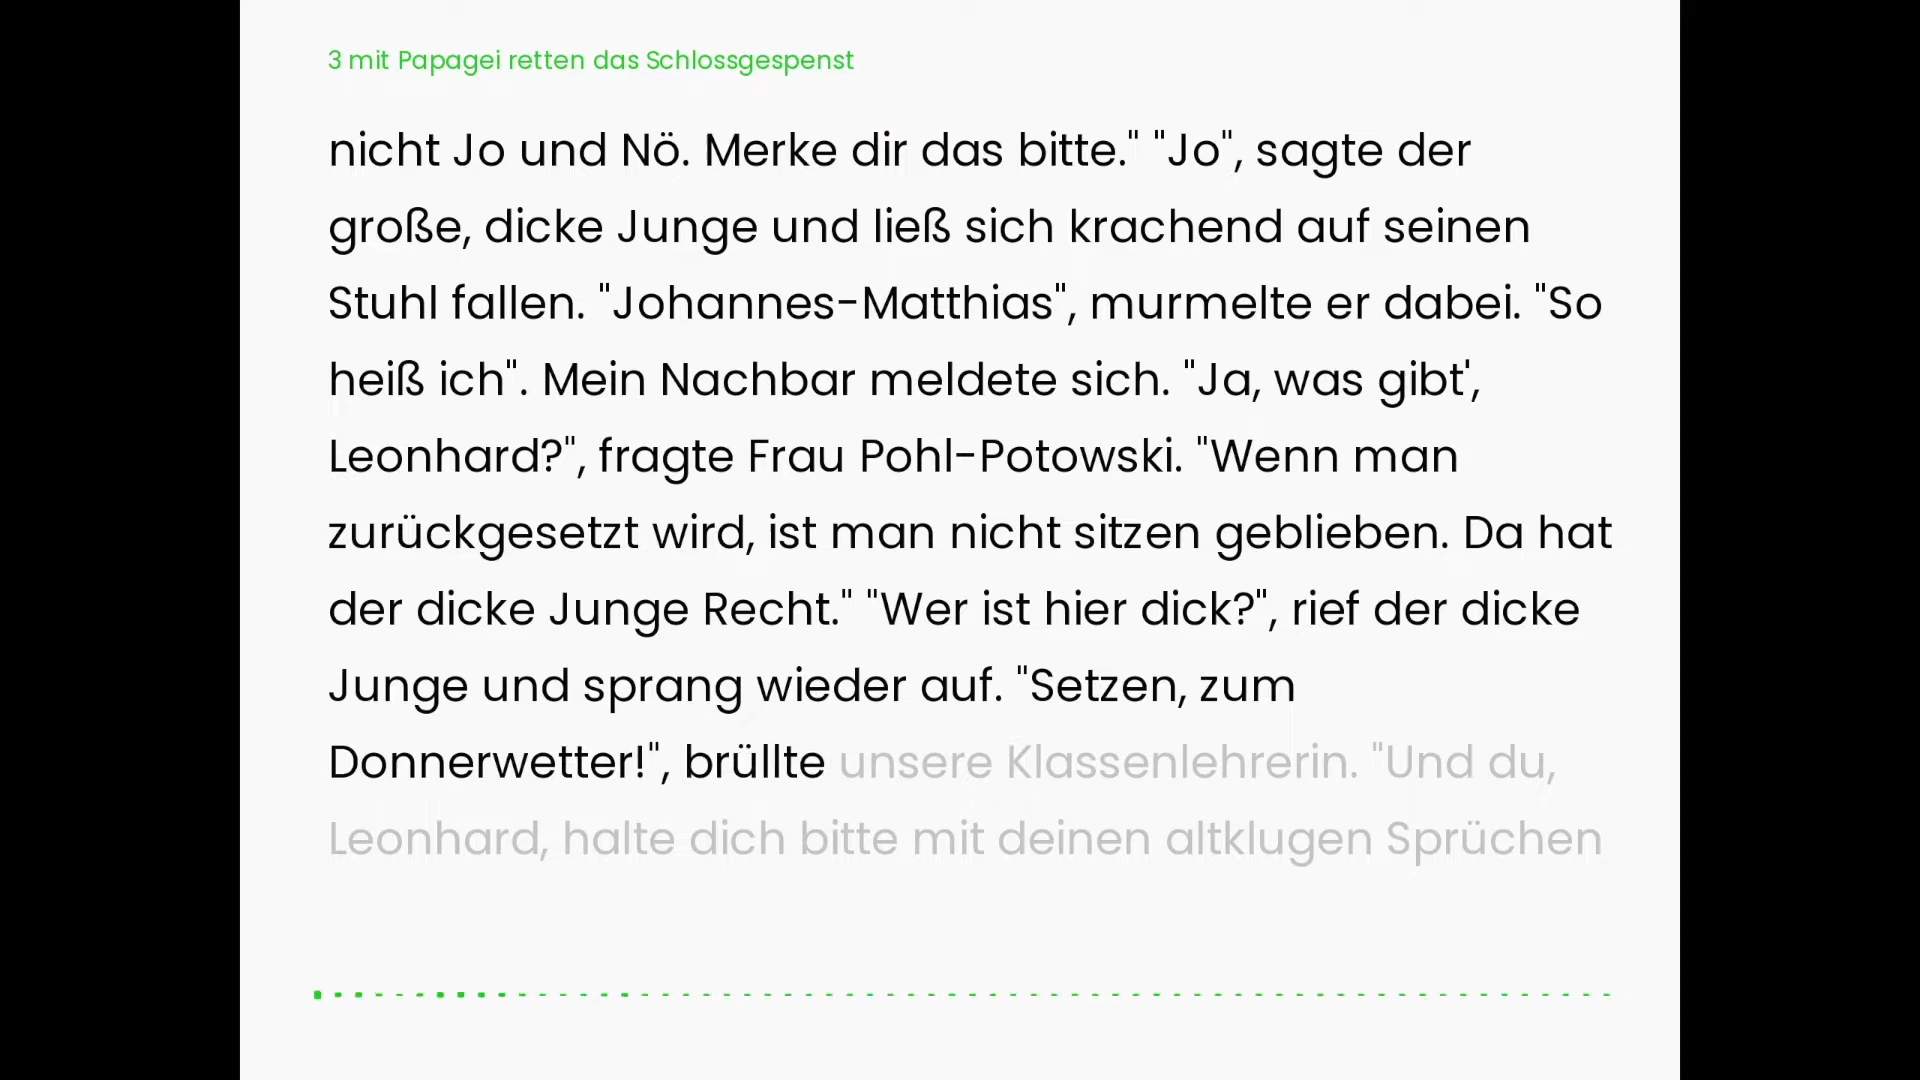 3 mit Papagei retten das Schlossgespenst
nicht Jo und Nö. Merke dir das bitte." "Jo", sagte der
große, dicke Junge und ließ sich krachend auf seinen
Stuhl fallen. "Johannes-Matthias", murmelte er dabei. "So
heiß ich". Mein Nachbar meldete sich. "Ja, was gibt',
Leonhard?", fragte Frau Pohl-Potowski. "Wenn man
zurückgesetzt wird, ist man nicht sitzen geblieben. Da hat
der dicke Junge Recht." "Wer ist hier dick?", rief der dicke
Junge und sprang wieder auf. "Setzen, zum
Donnerwetter!", brüllte unsere Klassenlehrerin. "Und du,
Leonhard, halte dich bitte mit deinen altklugen Sprüchen